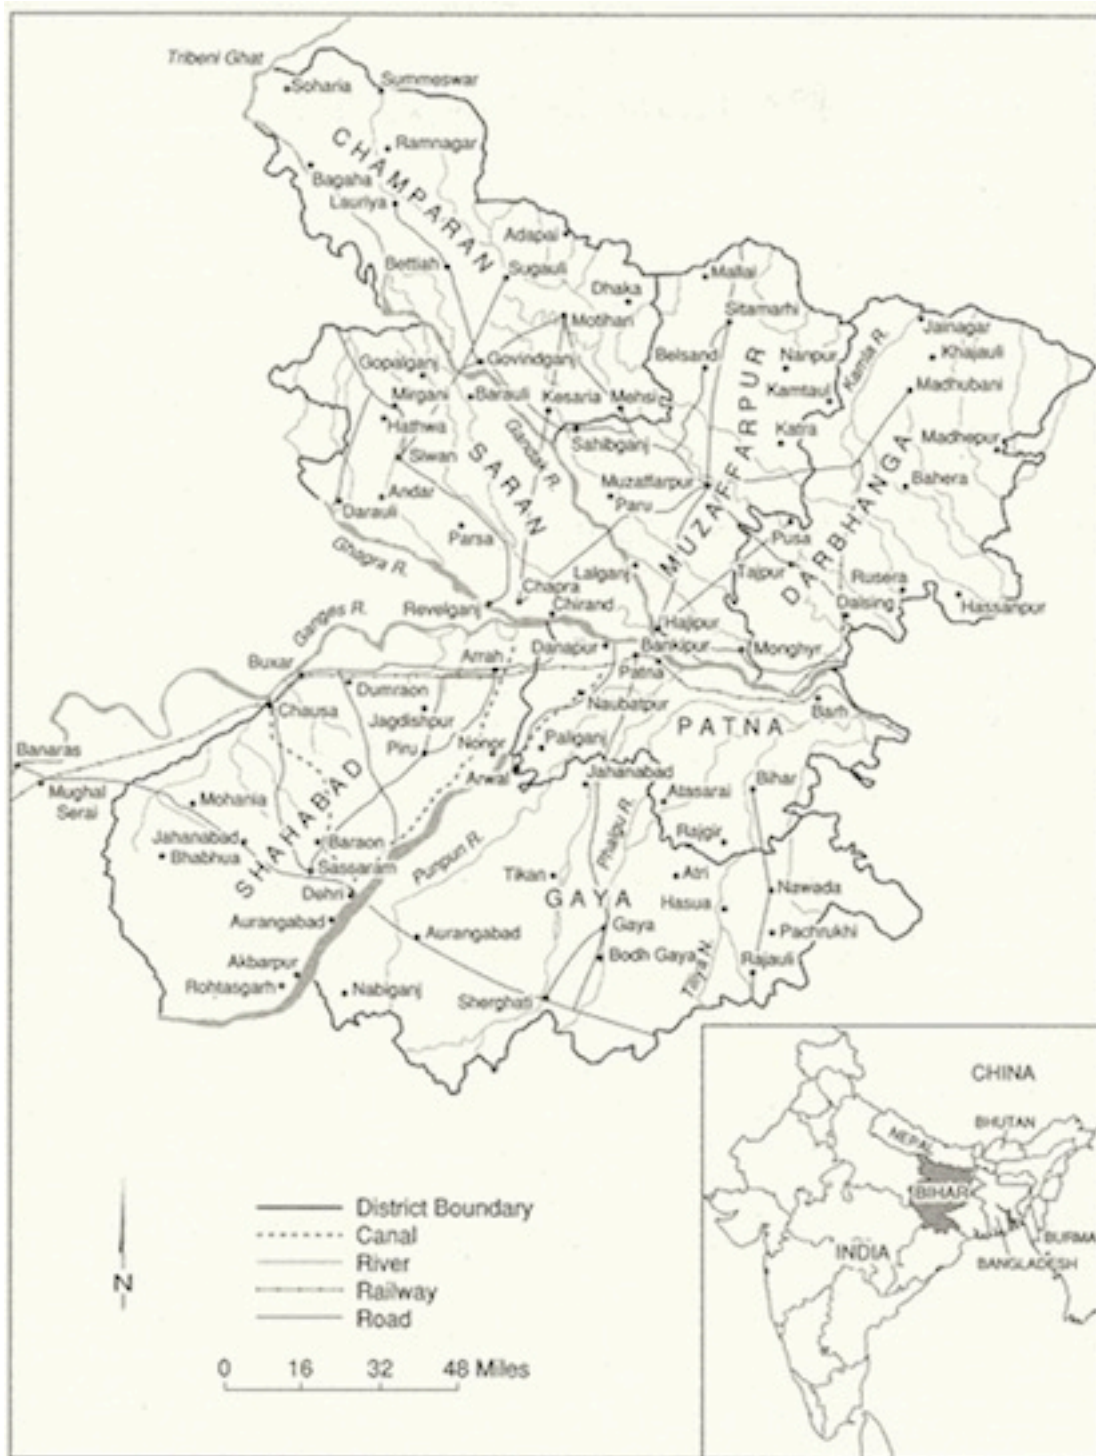 Tribeni Ghat
Soharia
Summeswar
CHAMPARAN
Ramnagar
Bagaha
Lauriya
Adapai
Bettiah
Sugauli
Mallai
Dhaka
Motihari
Sitamarhi
Jainagar
Kamla R.
Gopalganj
Govindganj
Belsand
Nanpur
Khajauli
Mirganj
Barauli
Kesaria
Mehsi
Kamtaul
Madhubani
Hathwa
Gandak R.
Sahibganj
MUZAFFARPUR
Katra
Madhepur
Siwan
SARAN
Muzaffarpur
DARBHANGA
Bahera
Andar
Paru
Darauli
Parsa
Pusa
Ghagra R.
Lalganj
Tajpur
Rusera
Chapra
Revelganj
Chirand
Dalsing
Hassanpur
Ganges R.
Hajipur
Danapur
Bankipur
Monghyr
Buxar
Arrah
Patna
Dumraon
Naubatpur
Chausa
Jagdishpur
PATNA
Barh
Banaras
Piru
Nonor
Paliganj
Mughal
Serai
Arwal
Jahanabad
Bihar
Mohania
SHAHABAD
Atasarai
Jahanabad
Baraon
Punpun R.
Phalgu R.
Rajgir
Bhabhua
Sassaram
Tikari
Atri
Dehri
GAYA
Nawada
Aurangabad
Hasua
Aurangabad
Gaya
Pachrukhi
Akbarpur
Bodh Gaya
Tiliya N.
Rajauli
Rohtasgarh
Nabiganj
Sherghati
CHINA
BHUTAN
NEPAL
BIHAR
BURMA
INDIA
BANGLADESH
N
District Boundary
Canal
River
Railway
Road
0 16 32 48 Miles